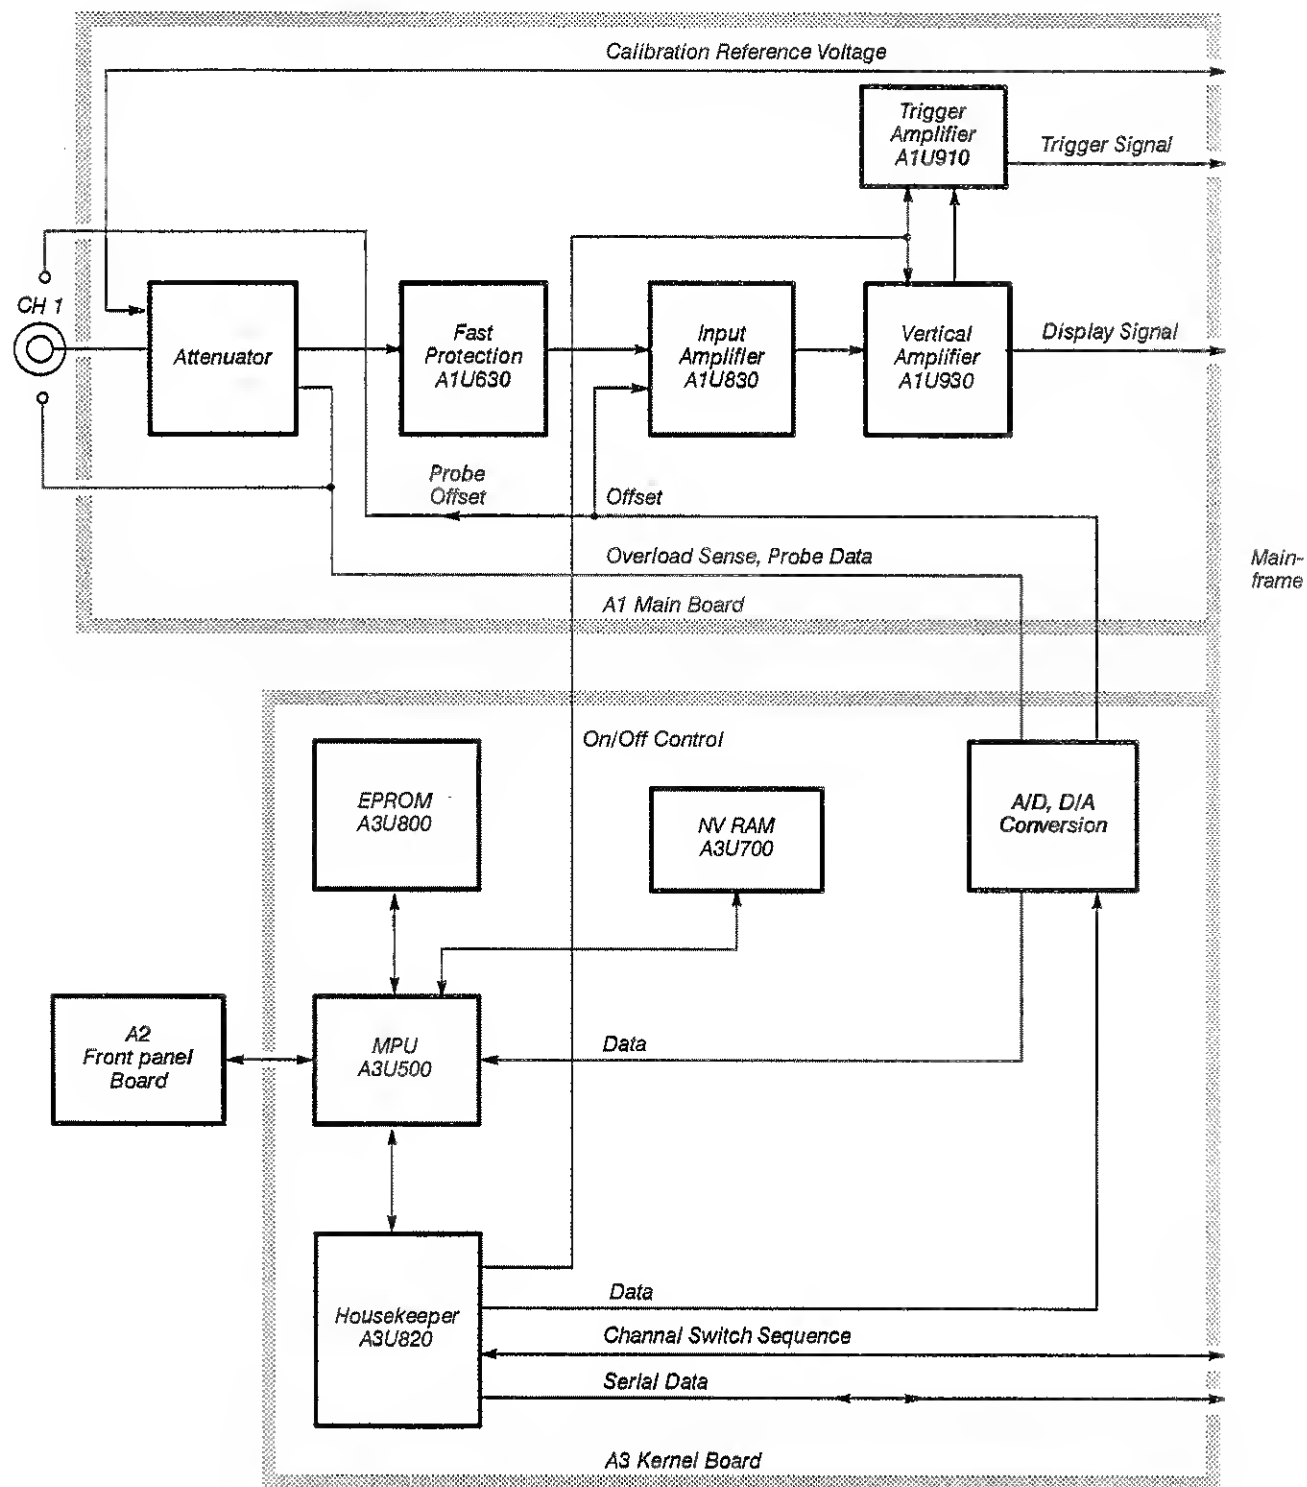 Calibration Reference Voltage
Trigger
Amplifier
A1U910
Trigger Signal
CH 1
Attenuator
Fast
Protection
A1U630
Input
Amplifier
A1U830
Vertical
Amplifier
A1U930
Display Signal
Probe
Offset
Offset
Overload Sense, Probe Data
A1 Main Board
Main-
frame
On/Off Control
EPROM
A3U800
NV RAM
A3U700
A/D, D/A
Conversion
A2
Front panel
Board
MPU
A3U500
Data
Housekeeper
A3U820
Data
Channal Switch Sequence
Serial Data
A3 Kernel Board